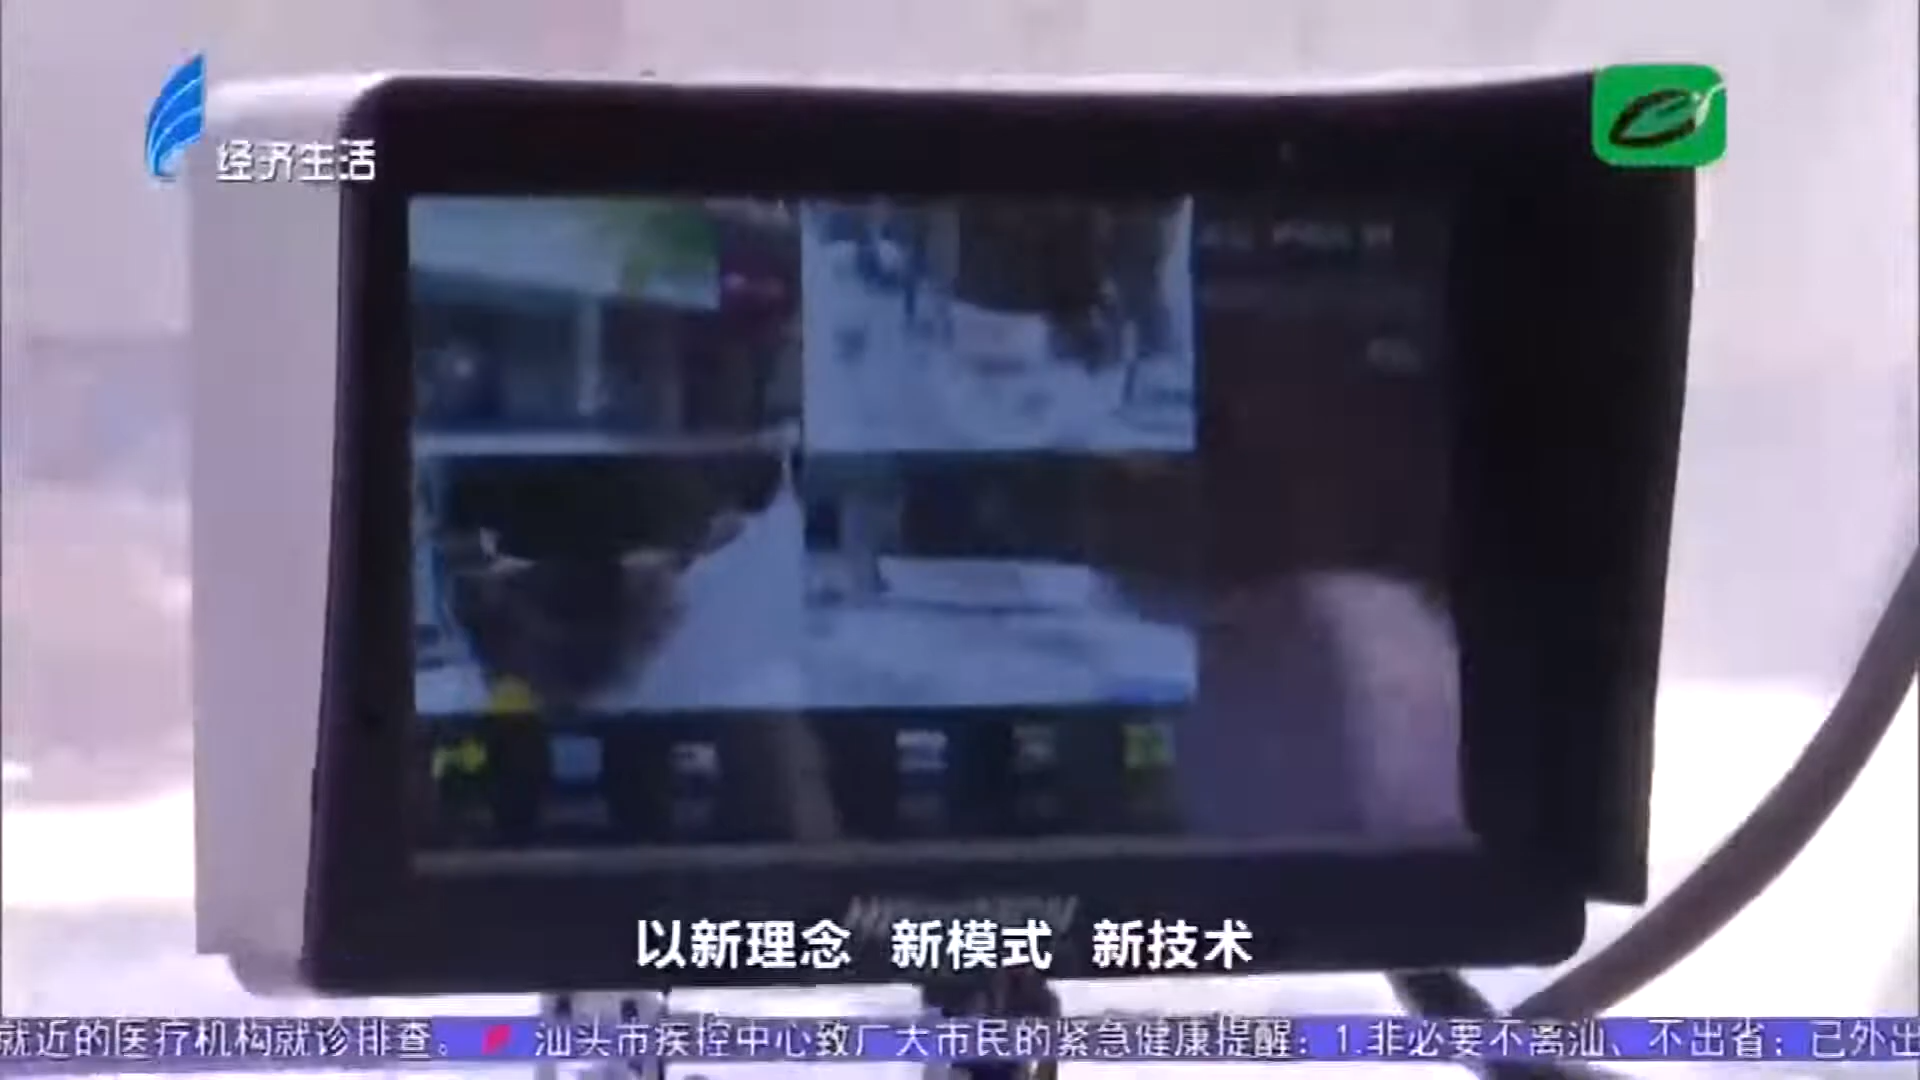 经济生活
以新理念 新模式 新技术
就近的医疗机构就诊排查。 汕头市疾控中心致广大市民的紧急健康提醒：1.非必要不离汕、不出省；已外出